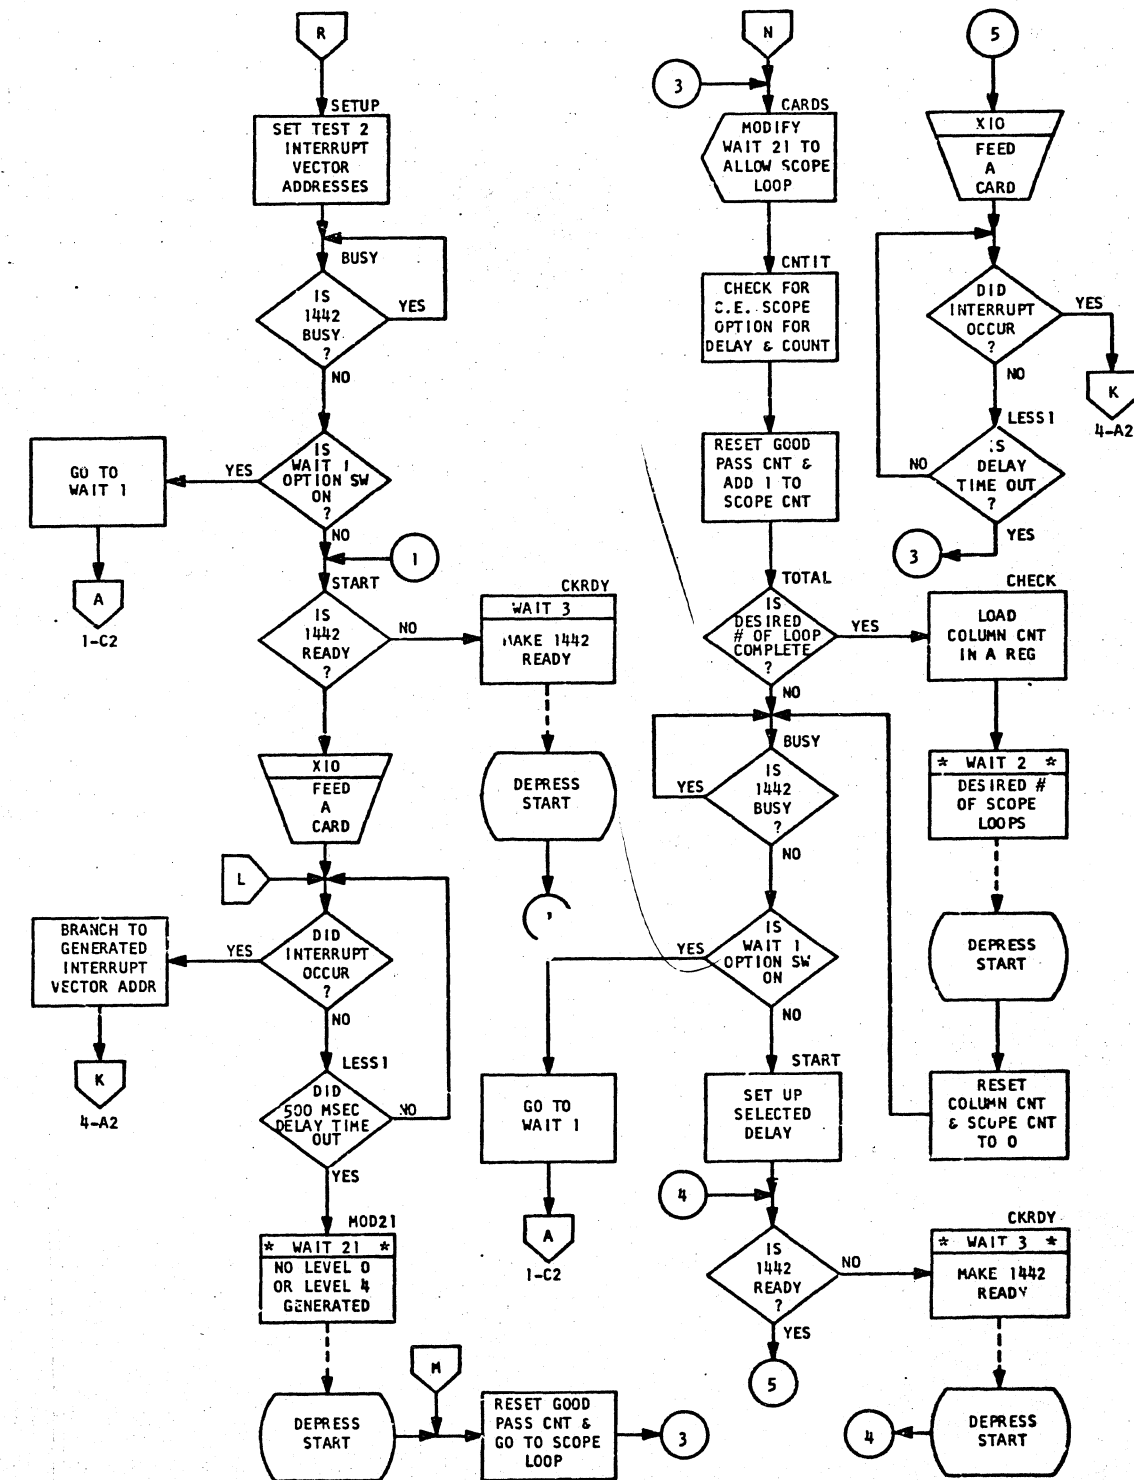 R
SETUP
SET TEST 2
INTERRUPT
VECTOR
ADDRESSES
BUSY
IS
1442
BUSY
?
YES
NO
IS
WAIT 1
OPTION SW
ON
?
YES
GO TO
WAIT 1
A
1-C2
NO
1
START
IS
1442
READY
?
NO
CKRDY
WAIT 3
MAKE 1442
READY
DEPRESS
START
XIO
FEED
A
CARD
L
DID
INTERRUPT
OCCUR
?
YES
BRANCH TO
GENERATED
INTERRUPT
VECTOR ADDR
K
4-A2
NO
LESS1
DID
500 MSEC
DELAY TIME
OUT
NO
YES
MOD21
* WAIT 21 *
NO LEVEL 0
OR LEVEL 4
GENERATED
DEPRESS
START
M
RESET GOOD
PASS CNT &
GO TO SCOPE
LOOP
3
N
3
CARDS
MODIFY
WAIT 21 TO
ALLOW SCOPE
LOOP
CNTIT
CHECK FOR
C.E. SCOPE
OPTION FOR
DELAY & COUNT
RESET GOOD
PASS CNT &
ADD 1 TO
SCOPE CNT
TOTAL
IS
DESIRED
# OF LOOP
COMPLETE
?
YES
NO
BUSY
IS
1442
BUSY
?
YES
NO
IS
WAIT 1
OPTION SW
ON
YES
GO TO
WAIT 1
A
1-C2
NO
START
SET UP
SELECTED
DELAY
4
IS
1442
READY
?
NO
YES
5
CKRDY
* WAIT 3 *
MAKE 1442
READY
DEPRESS
START
4
5
XIO
FEED
A
CARD
DID
INTERRUPT
OCCUR
?
YES
K
4-A2
NO
LESS1
IS
DELAY
TIME OUT
?
NO
YES
3
CHECK
LOAD
COLUMN CNT
IN A REG
* WAIT 2 *
DESIRED #
OF SCOPE
LOOPS
DEPRESS
START
RESET
COLUMN CNT
& SCOPE CNT
TO 0